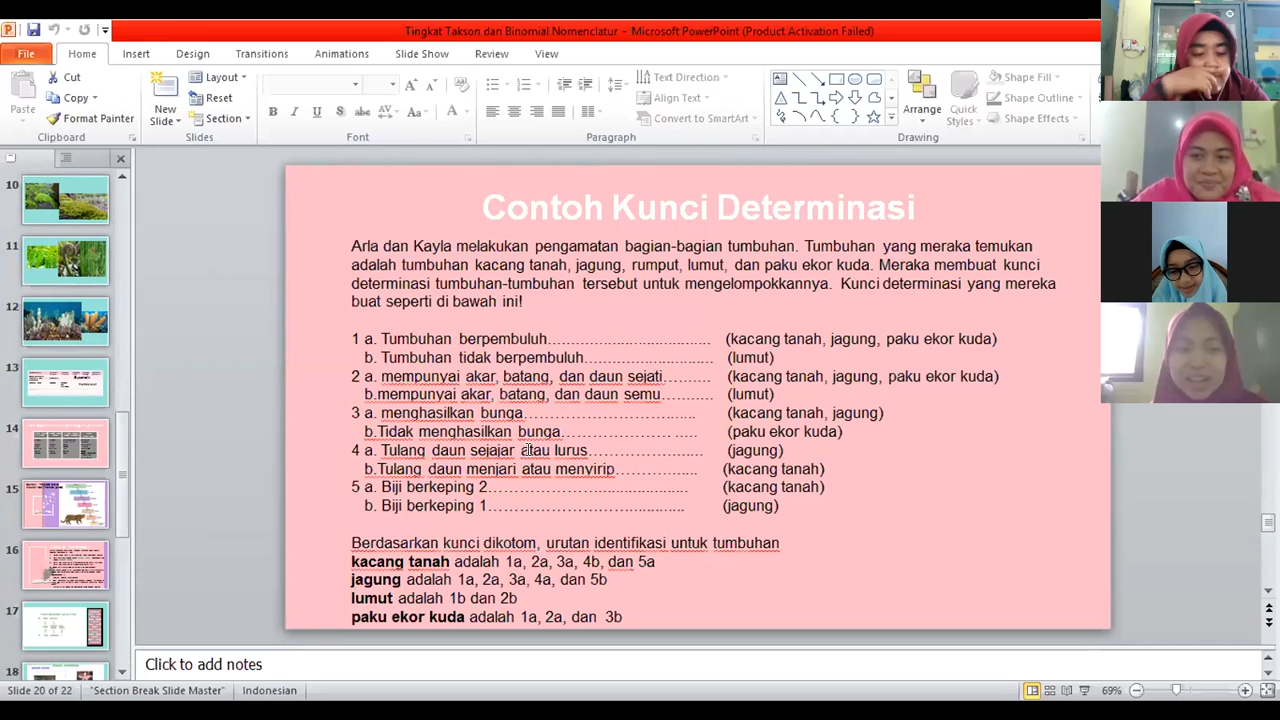 Tingkat Takson dan Binomial Nomenclatur - Microsoft PowerPoint (Product Activation Failed)
File Home Insert Design Transitions Animations Slide Show Review View
Cut
Copy
Format Painter
Paste
Clipboard
New Slide
Layout
Reset
Section
Slides
Font
Text Direction
Align Text
Convert to SmartArt
Paragraph
Arrange
Quick Styles
Shape Fill
Shape Outline
Shape Effects
Drawing
10
11
12
13
14
15
16
17
18
Contoh Kunci Determinasi
Arla dan Kayla melakukan pengamatan bagian-bagian tumbuhan. Tumbuhan yang meraka temukan
adalah tumbuhan kacang tanah, jagung, rumput, lumut, dan paku ekor kuda. Meraka membuat kunci
determinasi tumbuhan-tumbuhan tersebut untuk mengelompokkannya. Kunci determinasi yang mereka
buat seperti di bawah ini!
1 a. Tumbuhan berpembuluh........................................ (kacang tanah, jagung, paku ekor kuda)
b. Tumbuhan tidak berpembuluh................................ (lumut)
2 a. mempunyai akar, batang, dan daun sejati............ (kacang tanah, jagung, paku ekor kuda)
b.mempunyai akar, batang, dan daun semu............. (lumut)
3 a. menghasilkan bunga.......................................... (kacang tanah, jagung)
b.Tidak menghasilkan bunga.......................... ..... (paku ekor kuda)
4 a. Tulang daun sejajar atau lurus............................ (jagung)
b.Tulang daun menjari atau menyirip.................... (kacang tanah)
5 a. Biji berkeping 2.................................................. (kacang tanah)
b. Biji berkeping 1................................................. (jagung)
Berdasarkan kunci dikotom, urutan identifikasi untuk tumbuhan
kacang tanah adalah 1a, 2a, 3a, 4b, dan 5a
jagung adalah 1a, 2a, 3a, 4a, dan 5b
lumut adalah 1b dan 2b
paku ekor kuda adalah 1a, 2a, dan 3b
Click to add notes
Slide 20 of 22 "Section Break Slide Master" Indonesian 69%